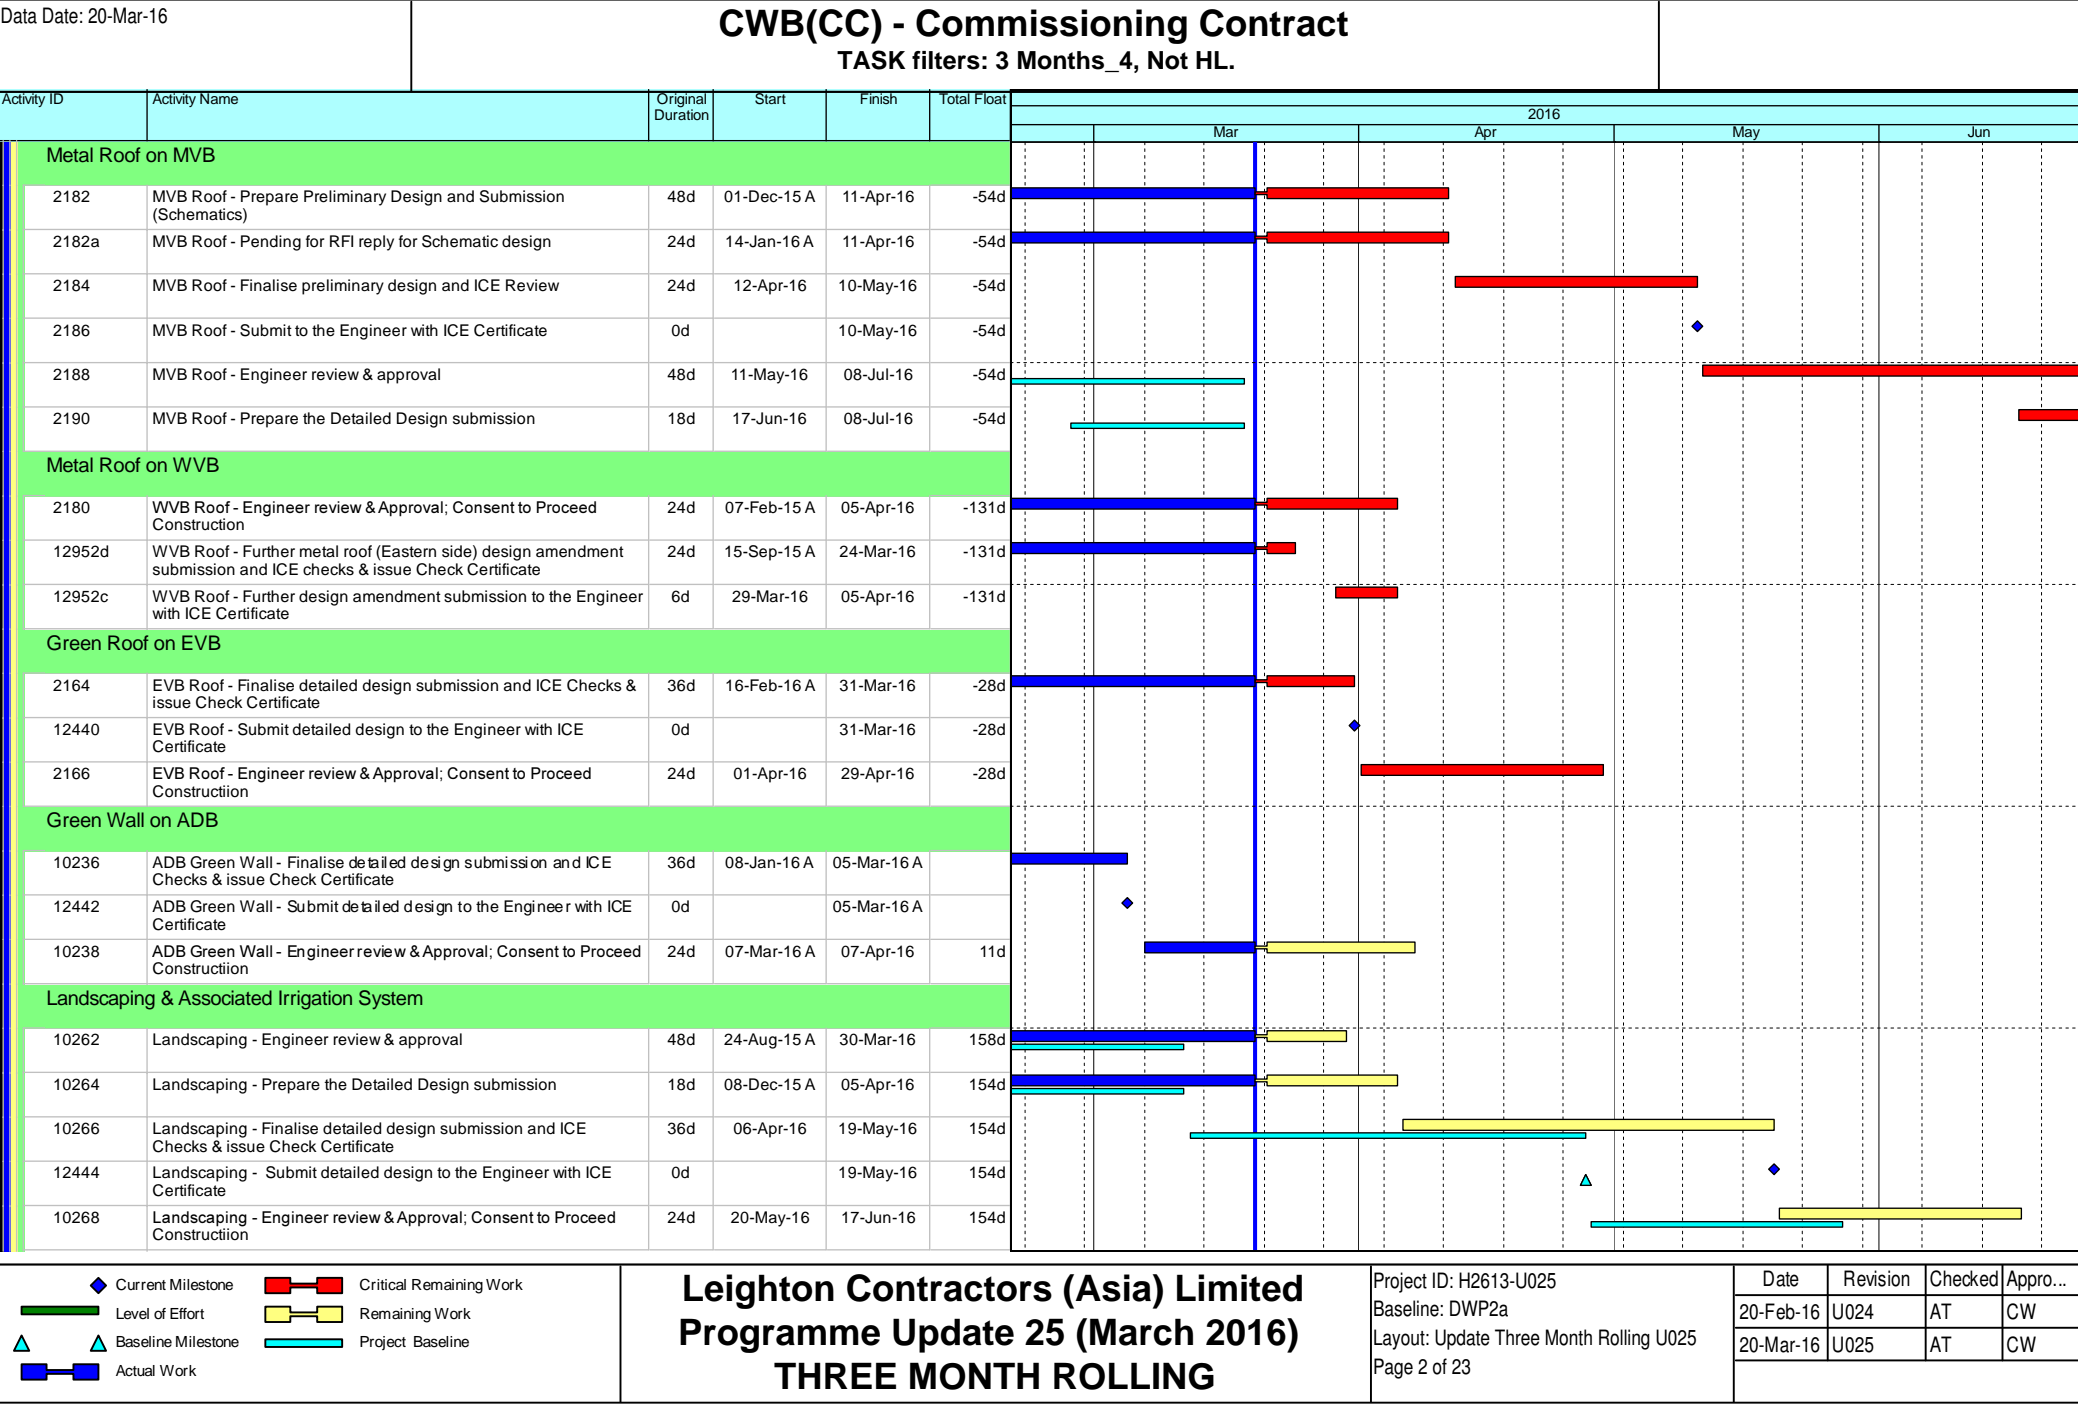 Data Date: 20-Mar-16
CWB(CC) - Commissioning Contract
TASK filters: 3 Months_4, Not HL.
Activity ID Activity Name Original Duration Start Finish Total Float
2016
Mar Apr May Jun
Metal Roof on MVB
2182 MVB Roof - Prepare Preliminary Design and Submission 48d 01-Dec-15 A 11-Apr-16 -54d
(Schematics)
2182a MVB Roof - Pending for RFI reply for Schematic design 24d 14-Jan-16 A 11-Apr-16 -54d
2184 MVB Roof - Finalise preliminary design and ICE Review 24d 12-Apr-16 10-May-16 -54d
2186 MVB Roof - Submit to the Engineer with ICE Certificate 0d 10-May-16 -54d
2188 MVB Roof - Engineer review & approval 48d 11-May-16 08-Jul-16 -54d
2190 MVB Roof - Prepare the Detailed Design submission 18d 17-Jun-16 08-Jul-16 -54d
Metal Roof on WVB
2180 WVB Roof - Engineer review & Approval; Consent to Proceed 24d 07-Feb-15 A 05-Apr-16 -131d
Construction
12952d WVB Roof - Further metal roof (Eastern side) design amendment 24d 15-Sep-15 A 24-Mar-16 -131d
submission and ICE checks & issue Check Certificate
12952c WVB Roof - Further design amendment submission to the Engineer 6d 29-Mar-16 05-Apr-16 -131d
with ICE Certificate
Green Roof on EVB
2164 EVB Roof - Finalise detailed design submission and ICE Checks & 36d 16-Feb-16 A 31-Mar-16 -28d
issue Check Certificate
12440 EVB Roof - Submit detailed design to the Engineer with ICE 0d 31-Mar-16 -28d
Certificate
2166 EVB Roof - Engineer review & Approval; Consent to Proceed 24d 01-Apr-16 29-Apr-16 -28d
Constructiion
Green Wall on ADB
10236 ADB Green Wall - Finalise detailed design submission and ICE 36d 08-Jan-16 A 05-Mar-16 A
Checks & issue Check Certificate
12442 ADB Green Wall - Submit detailed design to the Engineer with ICE 0d 05-Mar-16 A
Certificate
10238 ADB Green Wall - Engineer review & Approval; Consent to Proceed 24d 07-Mar-16 A 07-Apr-16 11d
Constructiion
Landscaping & Associated Irrigation System
10262 Landscaping - Engineer review & approval 48d 24-Aug-15 A 30-Mar-16 158d
10264 Landscaping - Prepare the Detailed Design submission 18d 08-Dec-15 A 05-Apr-16 154d
10266 Landscaping - Finalise detailed design submission and ICE 36d 06-Apr-16 19-May-16 154d
Checks & issue Check Certificate
12444 Landscaping - Submit detailed design to the Engineer with ICE 0d 19-May-16 154d
Certificate
10268 Landscaping - Engineer review & Approval; Consent to Proceed 24d 20-May-16 17-Jun-16 154d
Constructiion
Current Milestone Critical Remaining Work
Level of Effort Remaining Work
Baseline Milestone Project Baseline
Actual Work
Leighton Contractors (Asia) Limited
Programme Update 25 (March 2016)
THREE MONTH ROLLING
Project ID: H2613-U025
Baseline: DWP2a
Layout: Update Three Month Rolling U025
Page 2 of 23
Date Revision Checked Appro...
20-Feb-16 U024 AT CW
20-Mar-16 U025 AT CW